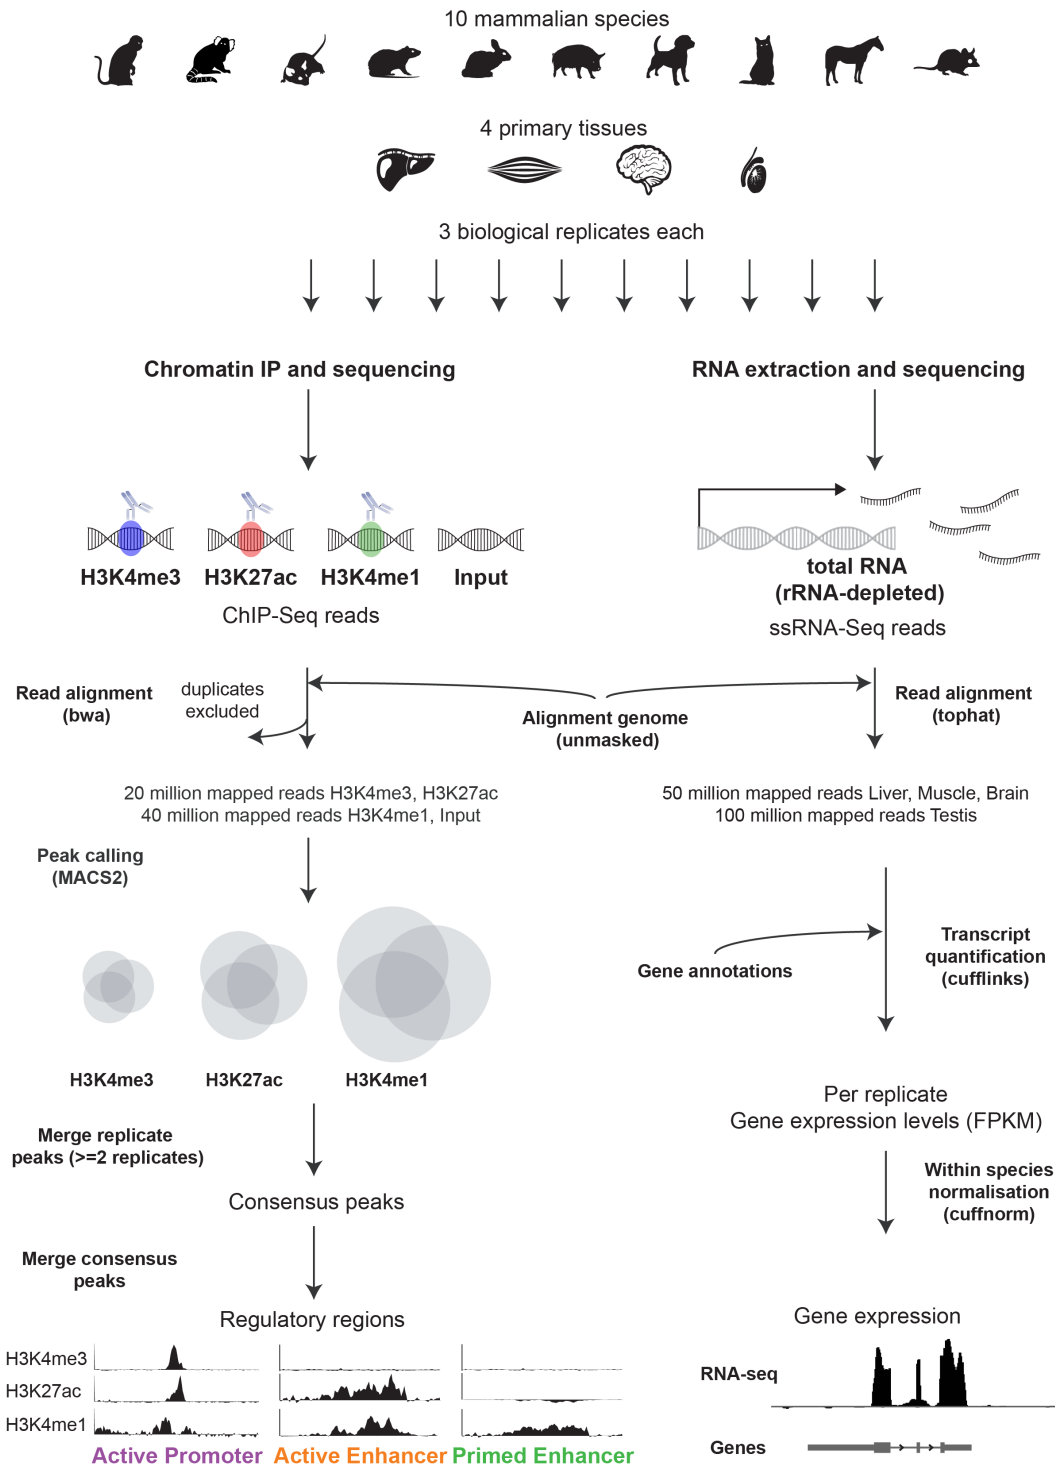 10 mammalian species
4 primary tissues
3 biological replicates each
Chromatin IP and sequencing
RNA extraction and sequencing
H3K4me3
H3K27ac
H3K4me1
Input
ChIP-Seq reads
total RNA
(rRNA-depleted)
ssRNA-Seq reads
Read alignment
(bwa)
duplicates
excluded
Alignment genome
(unmasked)
Read alignment
(tophat)
20 million mapped reads H3K4me3, H3K27ac
40 million mapped reads H3K4me1, Input
50 million mapped reads Liver, Muscle, Brain
100 million mapped reads Testis
Peak calling
(MACS2)
Gene annotations
Transcript
quantification
(cufflinks)
H3K4me3
H3K27ac
H3K4me1
Per replicate
Gene expression levels (FPKM)
Merge replicate
peaks (>=2 replicates)
Within species
normalisation
(cuffnorm)
Consensus peaks
Merge consensus
peaks
Regulatory regions
Gene expression
H3K4me3
H3K27ac
H3K4me1
Active Promoter
Active Enhancer
Primed Enhancer
RNA-seq
Genes